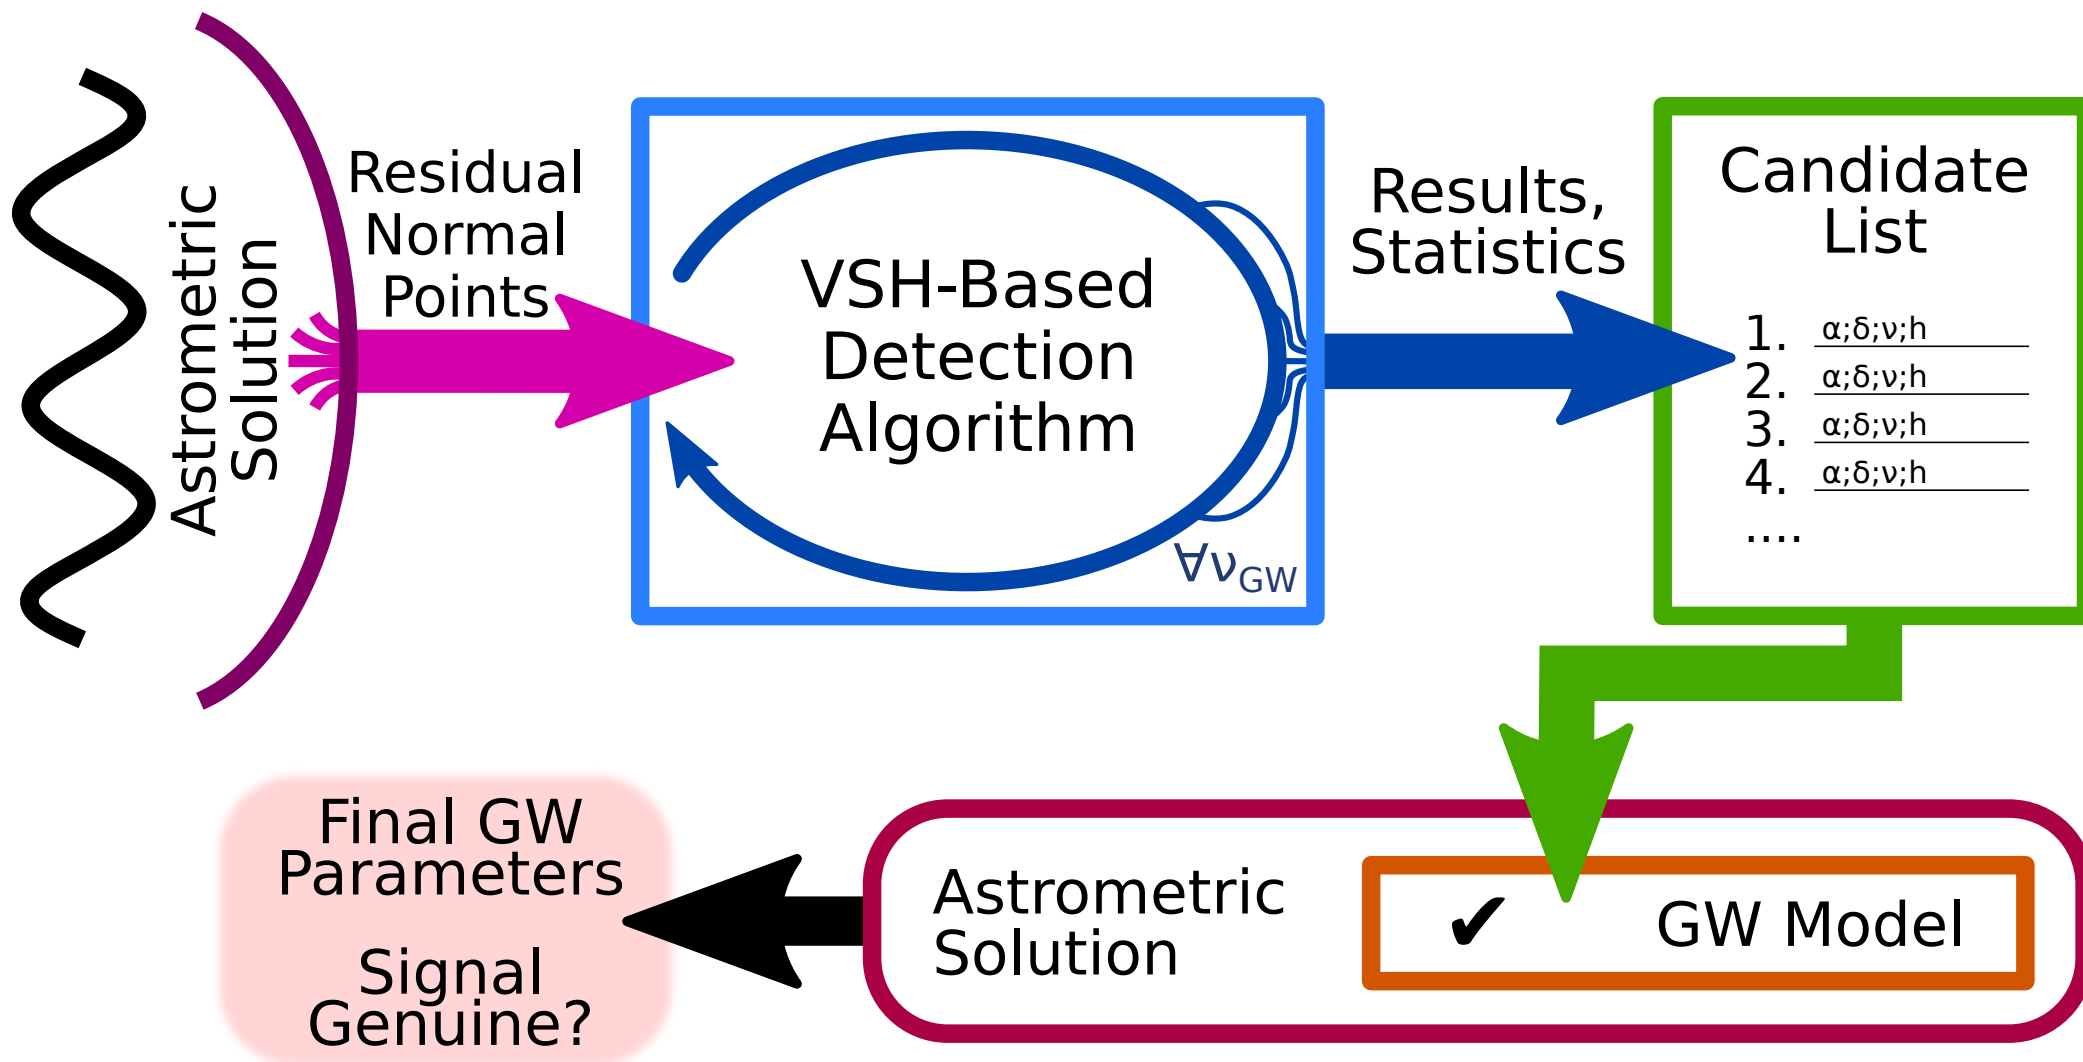 Astrometric
Solution
Residual
Normal
Points
VSH-Based
Detection
Algorithm
∀ν_GW
Results,
Statistics
Candidate
List
1. α;δ;ν;h
2. α;δ;ν;h
3. α;δ;ν;h
4. α;δ;ν;h
....
Astrometric
Solution
✔ GW Model
Final GW
Parameters
Signal
Genuine?